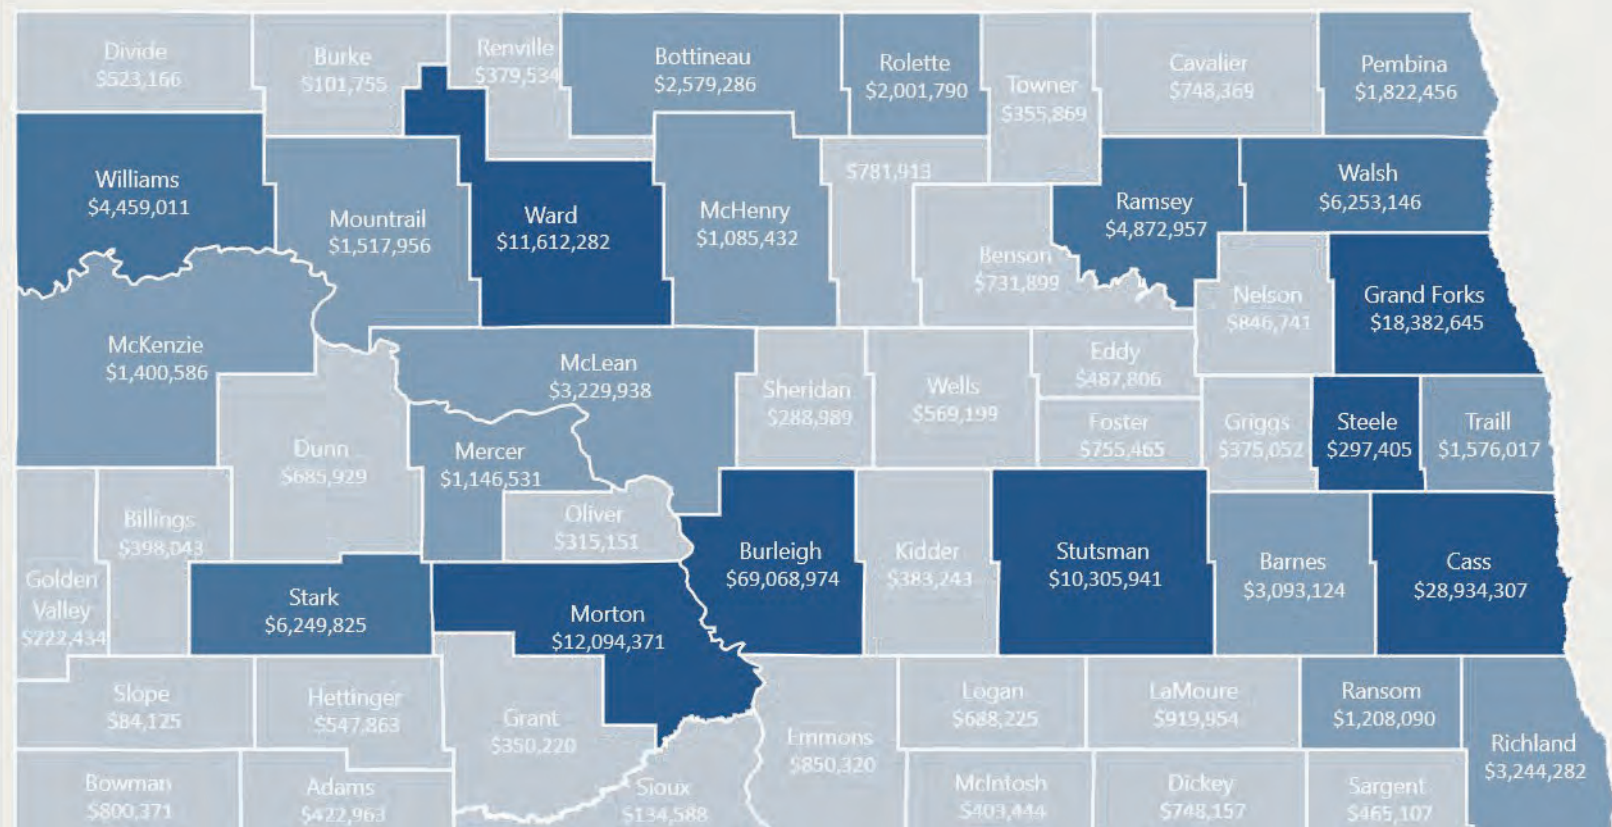 Divide
$523,166
Burke
$101,755
Renville
$379,534
Bottineau
$2,579,286
Rolette
$2,001,790
Towner
$355,869
Cavalier
$748,369
Pembina
$1,822,456
Williams
$4,459,011
Mountrail
$1,517,956
Ward
$11,612,282
McHenry
$1,085,432
$781,913
Benson
$731,899
Ramsey
$4,872,957
Walsh
$6,253,146
Nelson
$846,741
Grand Forks
$18,382,645
McKenzie
$1,400,586
McLean
$3,229,938
Sheridan
$288,989
Wells
$569,199
Eddy
$487,806
Foster
$755,465
Griggs
$375,052
Steele
$297,405
Traill
$1,576,017
Dunn
$685,929
Mercer
$1,146,531
Oliver
$315,151
Billings
$398,043
Golden
Valley
$222,434
Stark
$6,249,825
Morton
$12,094,371
Burleigh
$69,068,974
Kidder
$383,243
Stutsman
$10,305,941
Barnes
$3,093,124
Cass
$28,934,307
Slope
$84,125
Hettinger
$547,863
Grant
$350,220
Emmons
$850,320
Logan
$688,225
LaMoure
$919,954
Ransom
$1,208,090
Richland
$3,244,282
Bowman
$800,371
Adams
$422,963
Sioux
$134,588
McIntosh
$403,444
Dickey
$748,157
Sargent
$465,107